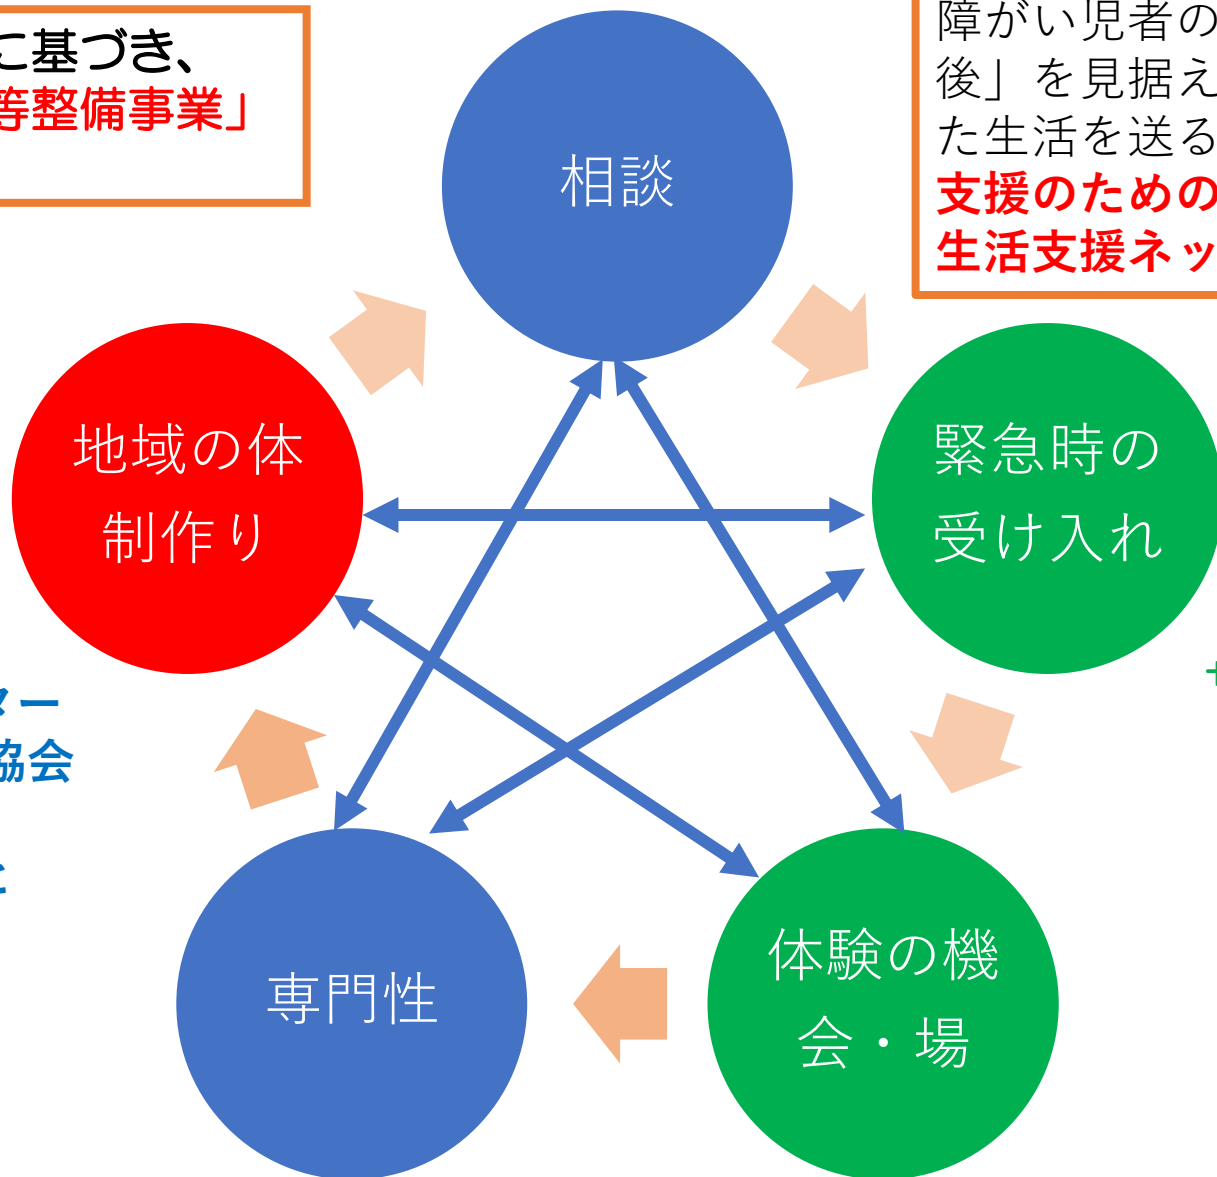 に基づき、
等整備事業」
障がい児者の
後」を見据え
た生活を送る
支援のための
生活支援ネッ
相談
地域の体
制作り
緊急時の
受け入れ
ター
協会
と
専門性
体験の機
会・場